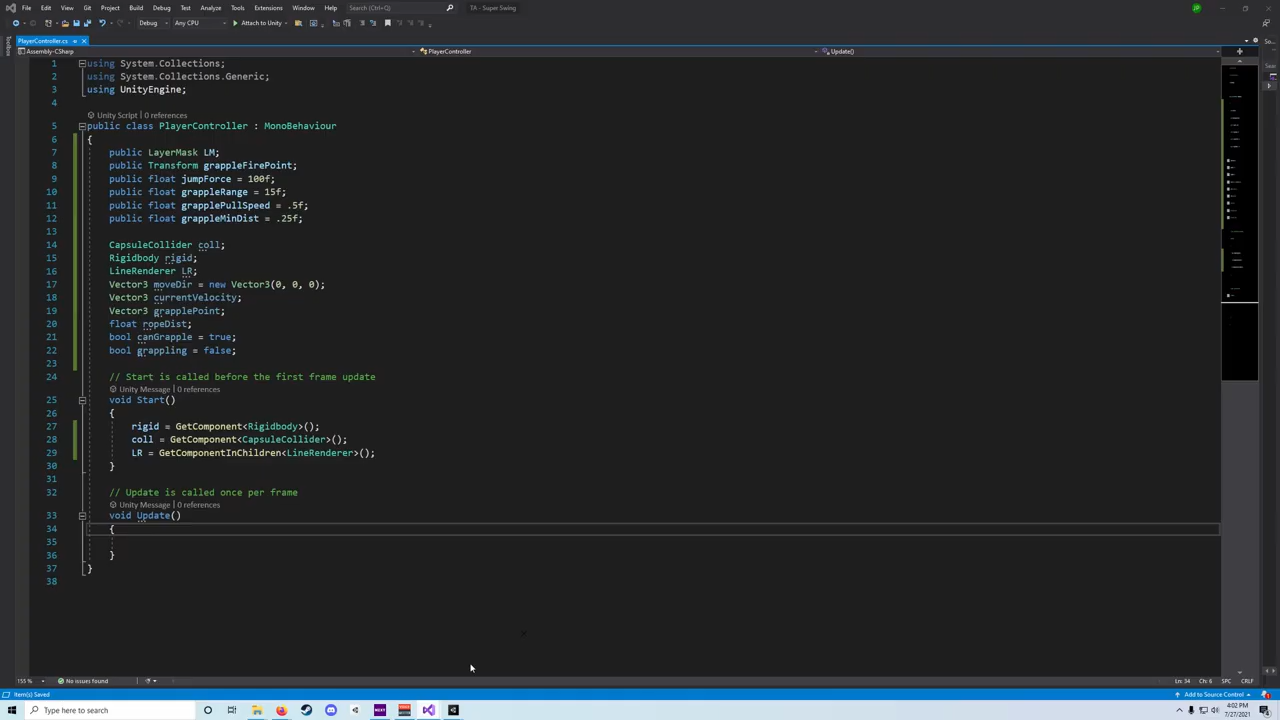 File Edit View Git Project Build Debug Test Analyze Tools Extensions Window Help Search (Ctrl+Q) TA - Super Swing JP
Debug Any CPU Attach to Unity
PlayerController.cs
Toolbox
Assembly-CSharp PlayerController Update()
1 using System.Collections;
2 using System.Collections.Generic;
3 using UnityEngine;
4
Unity Script | 0 references
5 public class PlayerController : MonoBehaviour
6 {
7 public LayerMask LM;
8 public Transform grappleFirePoint;
9 public float jumpForce = 100f;
10 public float grappleRange = 15f;
11 public float grapplePullSpeed = .5f;
12 public float grappleMinDist = .25f;
13
14 CapsuleCollider coll;
15 Rigidbody rigid;
16 LineRenderer LR;
17 Vector3 moveDir = new Vector3(0, 0, 0);
18 Vector3 currentVelocity;
19 Vector3 grapplePoint;
20 float ropeDist;
21 bool canGrapple = true;
22 bool grappling = false;
23
24 // Start is called before the first frame update
Unity Message | 0 references
25 void Start()
26 {
27 rigid = GetComponent<Rigidbody>();
28 coll = GetComponent<CapsuleCollider>();
29 LR = GetComponentInChildren<LineRenderer>();
30 }
31
32 // Update is called once per frame
Unity Message | 0 references
33 void Update()
34 {
35
36 }
37 }
38
155 % No issues found Ln: 34 Ch: 6 SPC CRLF
Item(s) Saved Add to Source Control
Type here to search 4:02 PM
7/27/2021